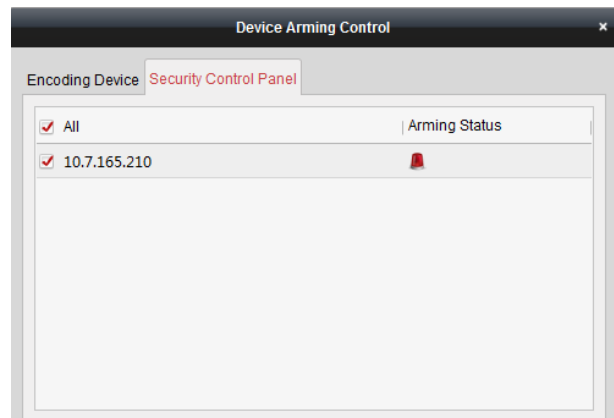 Device Arming Control ×
Encoding Device Security Control Panel
All Arming Status
10.7.165.210